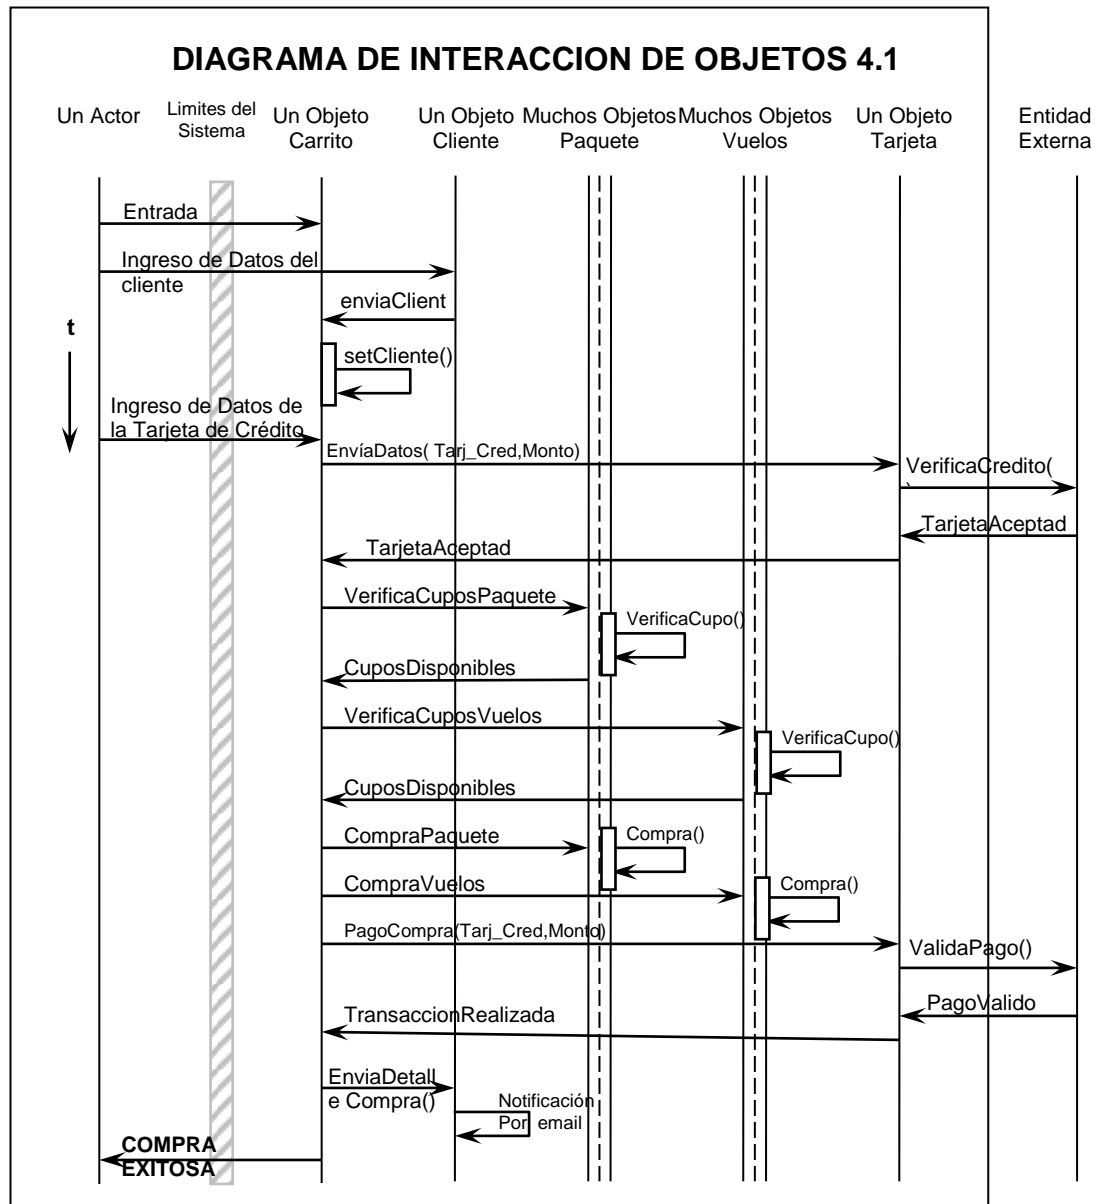 DIAGRAMA DE INTERACCION DE OBJETOS 4.1
Un Actor
Limites del
Sistema
Un Objeto
Carrito
Un Objeto
Cliente
Muchos Objetos
Paquete
Muchos Objetos
Vuelos
Un Objeto
Tarjeta
Entidad
Externa
Entrada
Ingreso de Datos del
cliente
enviaClient
t
setCliente()
Ingreso de Datos de
la Tarjeta de Crédito
EnvíaDatos( Tarj_Cred,Monto)
VerificaCredito(
TarjetaAceptad
TarjetaAceptad
VerificaCuposPaquete
VerificaCupo()
CuposDisponibles
VerificaCuposVuelos
VerificaCupo()
CuposDisponibles
CompraPaquete
Compra()
CompraVuelos
Compra()
PagoCompra(Tarj_Cred,Monto)
ValidaPago()
PagoValido
TransaccionRealizada
EnviaDetall
e Compra()
Notificación
Por email
COMPRA
EXITOSA